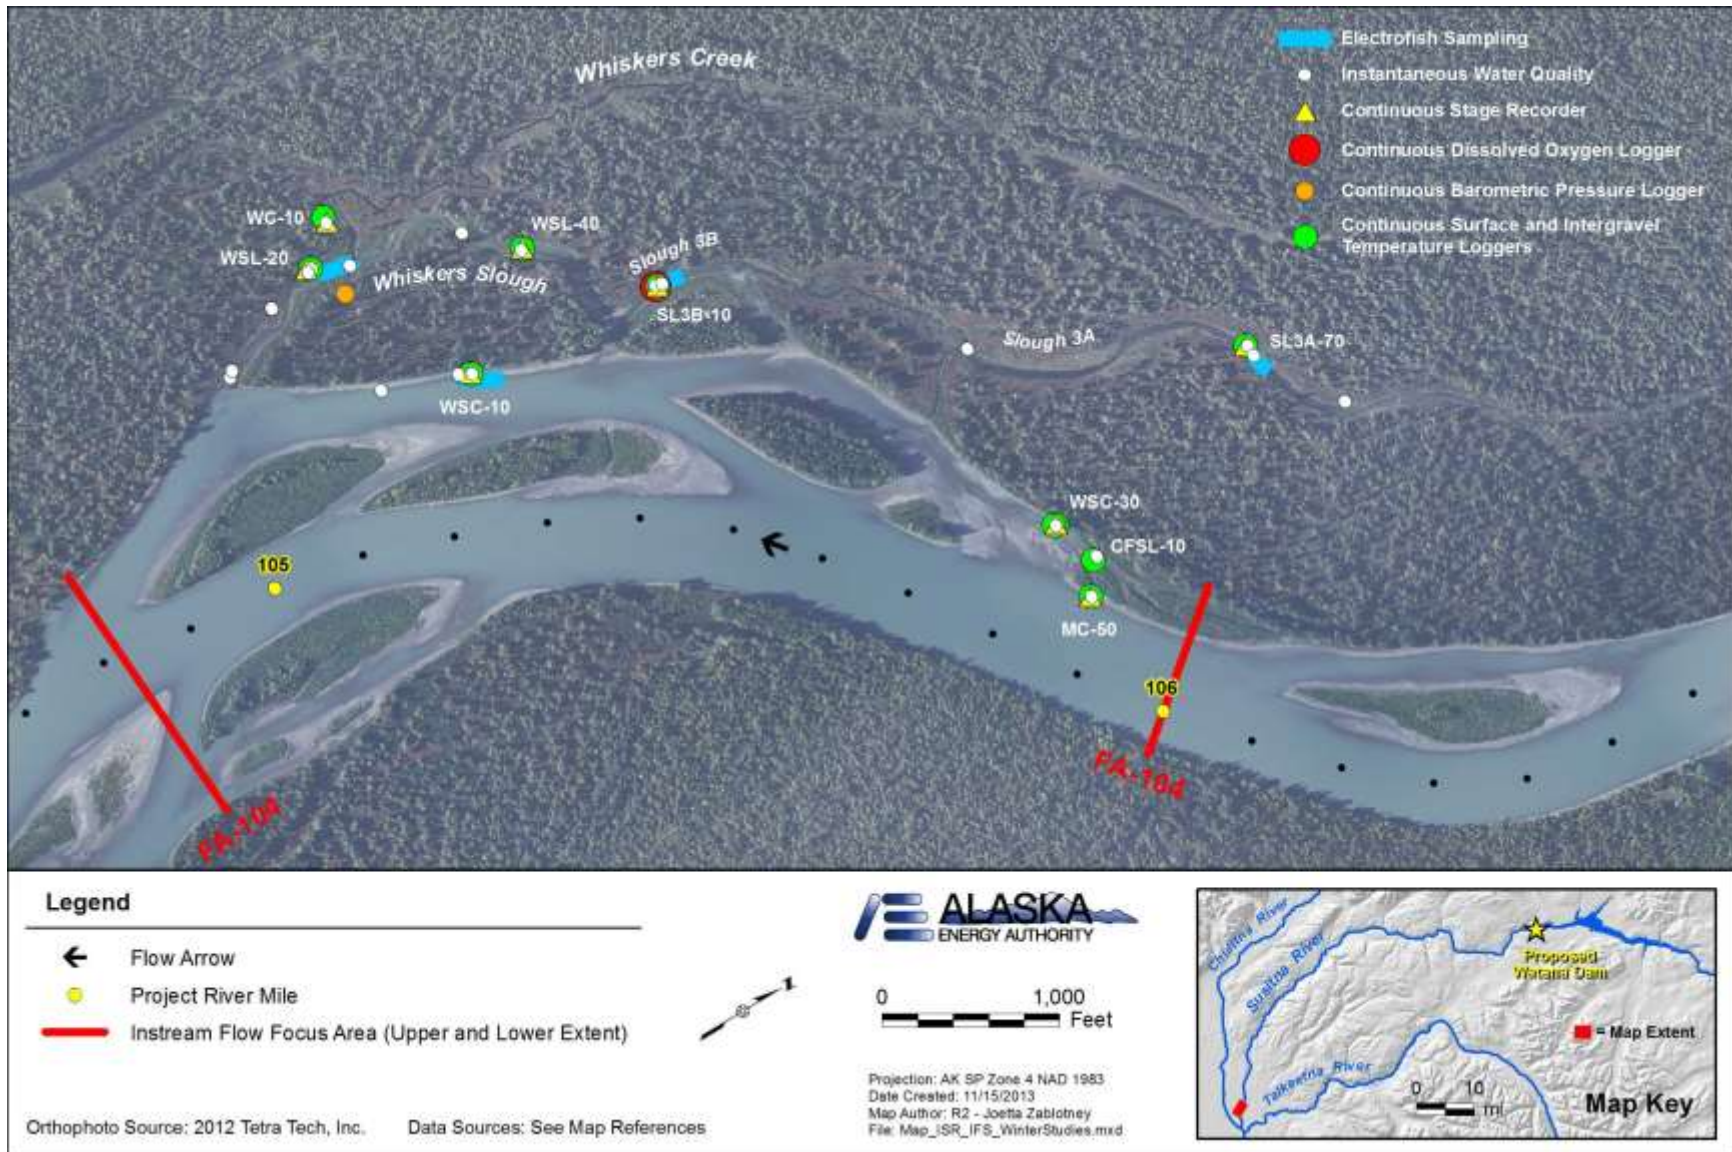 Whiskers Creek
Electrofish Sampling
Instantaneous Water Quality
Continuous Stage Recorder
Continuous Dissolved Oxygen Logger
Continuous Barometric Pressure Logger
Continuous Surface and Intergravel
Temperature Loggers
WC-10
WSL-40
WSL-20
Whiskers Slough
Slough 3B
SL3B-10
Slough 3A
SL3A-70
WSC-10
WSC-30
CFSL-10
MC-50
105
106
FA-104
FA-104
Legend
Flow Arrow
Project River Mile
Instream Flow Focus Area (Upper and Lower Extent)
Orthophoto Source: 2012 Tetra Tech, Inc.
Data Sources: See Map References
ALASKA
ENERGY AUTHORITY
0 1,000
Feet
Projection: AK SP Zone 4 NAD 1983
Date Created: 11/15/2013
Map Author: R2 - Joetta Zablotney
File: Map_ISR_IFS_WinterStudies.mxd
Chulitna River
Susitna River
Proposed
Watana Dam
= Map Extent
Talkeetna River
0 10
mi
Map Key